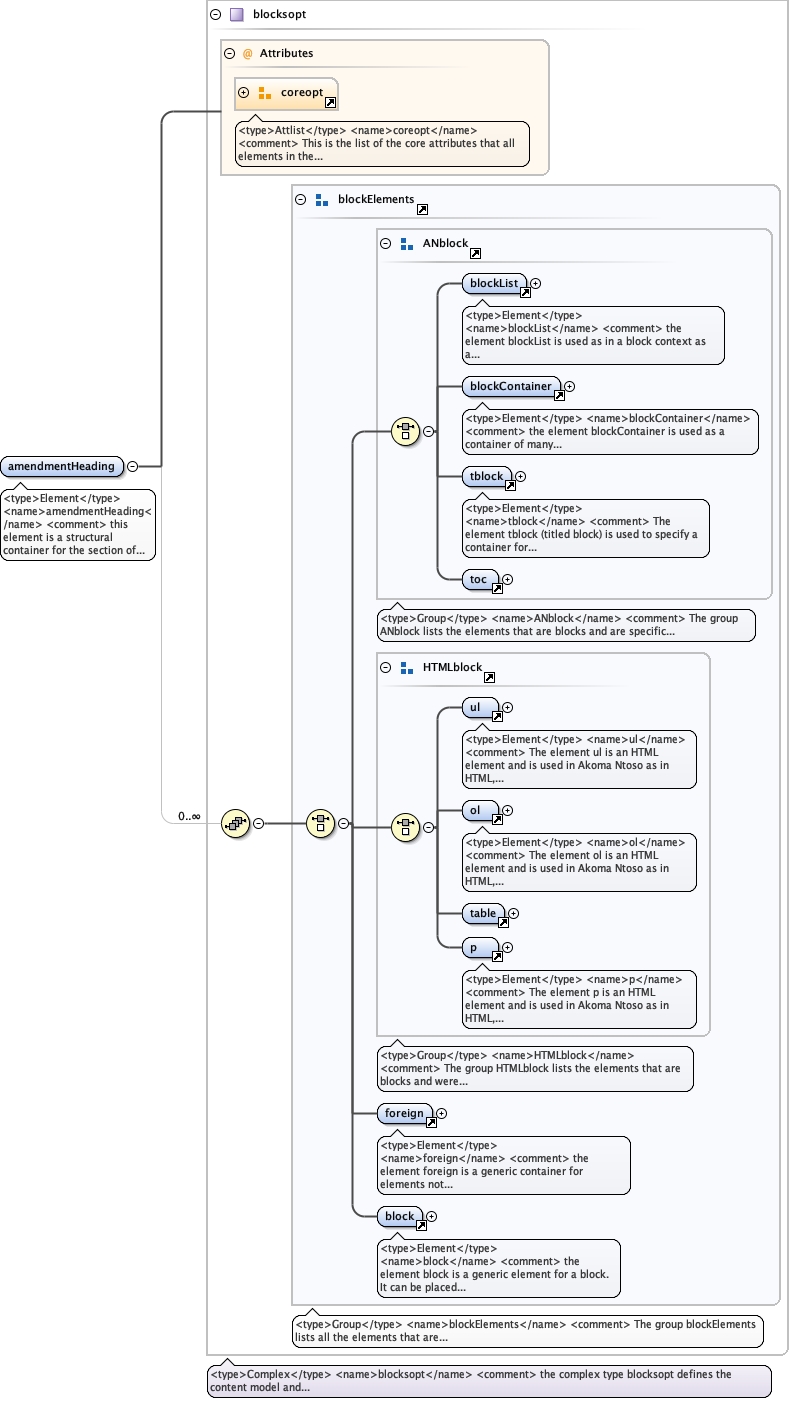 blocksopt
@ Attributes
coreopt
<type>Attlist</type> <name>coreopt</name>
<comment> This is the list of the core attributes that all
elements in the...
blockElements
ANblock
blockList
<type>Element</type>
<name>blockList</name> <comment> the
element blockList is used as in a block context as
a...
blockContainer
<type>Element</type> <name>blockContainer</name>
<comment> the element blockContainer is used as a
container of many...
tblock
<type>Element</type>
<name>tblock</name> <comment> The
element tblock (titled block) is used to specify a
container for...
toc
<type>Group</type> <name>ANblock</name> <comment> The group
ANblock lists the elements that are blocks and are specific...
amendmentHeading
<type>Element</type>
<name>amendmentHeading<
/name> <comment> this
element is a structural
container for the section of...
0..∞
HTMLblock
ul
<type>Element</type> <name>ul</name>
<comment> The element ul is an HTML
element and is used in Akoma Ntoso as in
HTML,...
ol
<type>Element</type> <name>ol</name>
<comment> The element ol is an HTML
element and is used in Akoma Ntoso as in
HTML,...
table
p
<type>Element</type> <name>p</name>
<comment> The element p is an HTML
element and is used in Akoma Ntoso as in
HTML,...
<type>Group</type> <name>HTMLblock</name>
<comment> The group HTMLblock lists the elements that are
blocks and were...
foreign
<type>Element</type>
<name>foreign</name> <comment> the
element foreign is a generic container for
elements not...
block
<type>Element</type>
<name>block</name> <comment> the
element block is a generic element for a block.
It can be placed...
<type>Group</type> <name>blockElements</name> <comment> The group blockElements
lists all the elements that are...
<type>Complex</type> <name>blocksopt</name> <comment> the complex type blocksopt defines the
content model and...